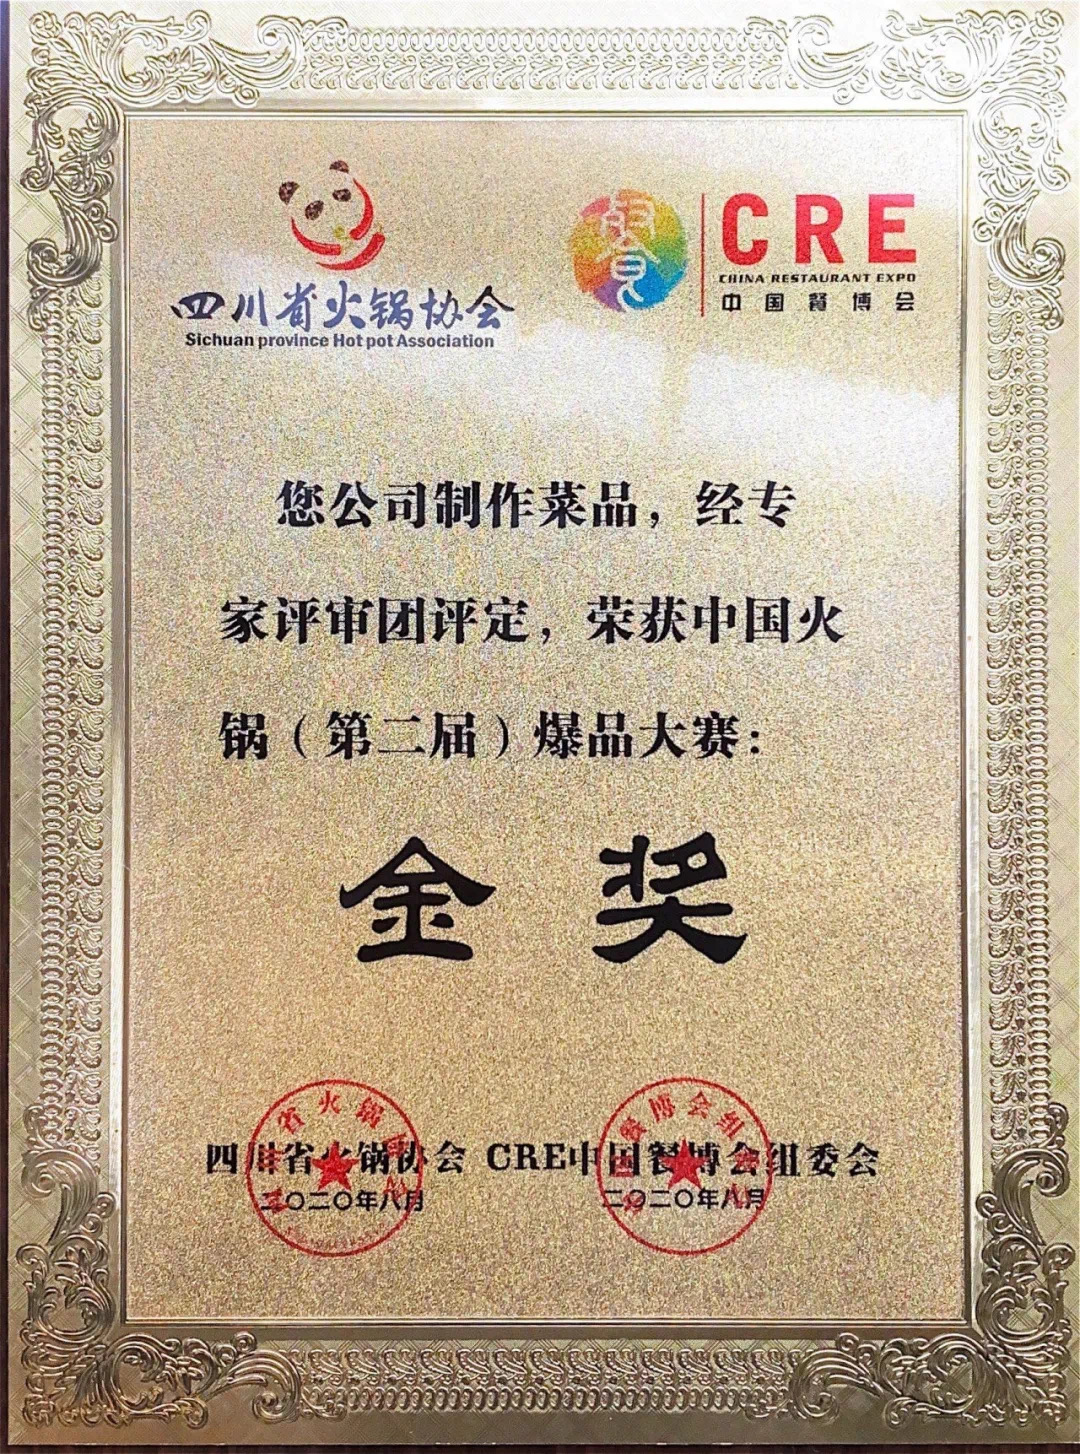 四川省火锅协会
Sichuan province Hot pot Association
餐
CRE
CHINA RESTAURANT EXPO
中国餐博会
您公司制作菜品，经专
家评审团评定，荣获中国火
锅（第二届）爆品大赛：
金奖
四川省火锅协会 CRE中国餐博会组委会
二〇二〇年八月 二〇二〇年八月